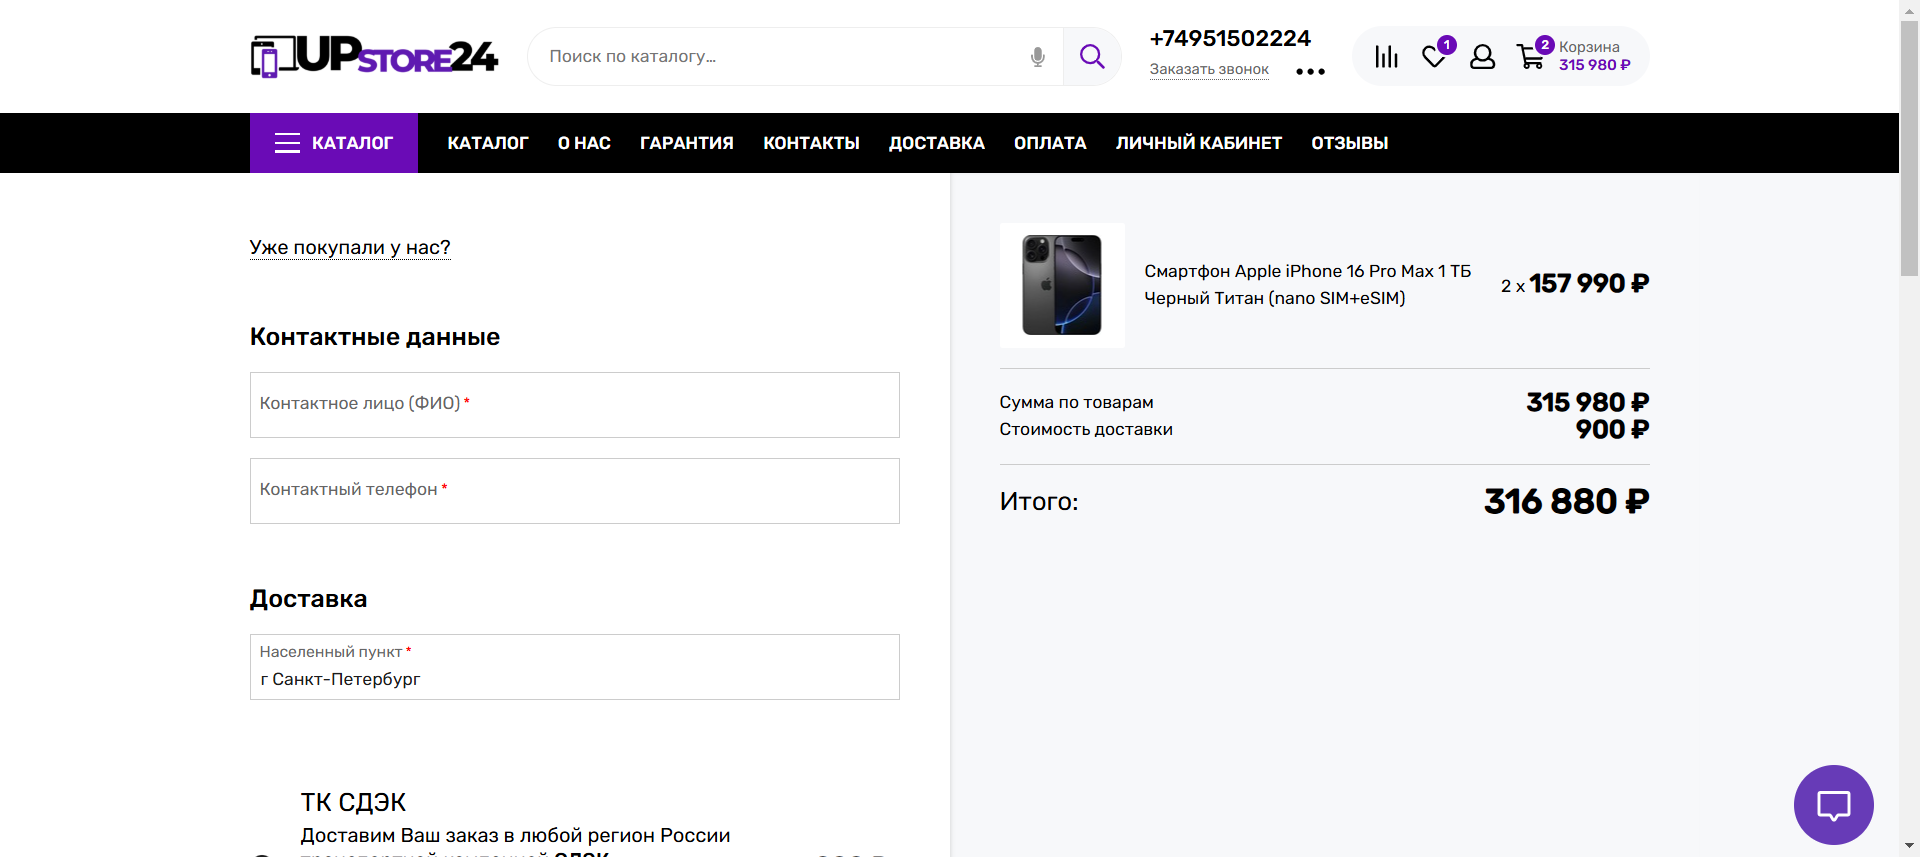 UPSTORE24
Поиск по каталогу...
+74951502224
Заказать звонок
1
2
Корзина
315 980 ₽
КАТАЛОГ
КАТАЛОГ О НАС ГАРАНТИЯ КОНТАКТЫ ДОСТАВКА ОПЛАТА ЛИЧНЫЙ КАБИНЕТ ОТЗЫВЫ
Уже покупали у нас?
Контактные данные
Контактное лицо (ФИО) *
Контактный телефон *
Доставка
Населенный пункт *
г Санкт-Петербург
ТК СДЭК
Доставим Ваш заказ в любой регион России
Смартфон Apple iPhone 16 Pro Max 1 ТБ
Черный Титан (nano SIM+eSIM)
2 x 157 990 ₽
Сумма по товарам 315 980 ₽
Стоимость доставки 900 ₽
Итого: 316 880 ₽